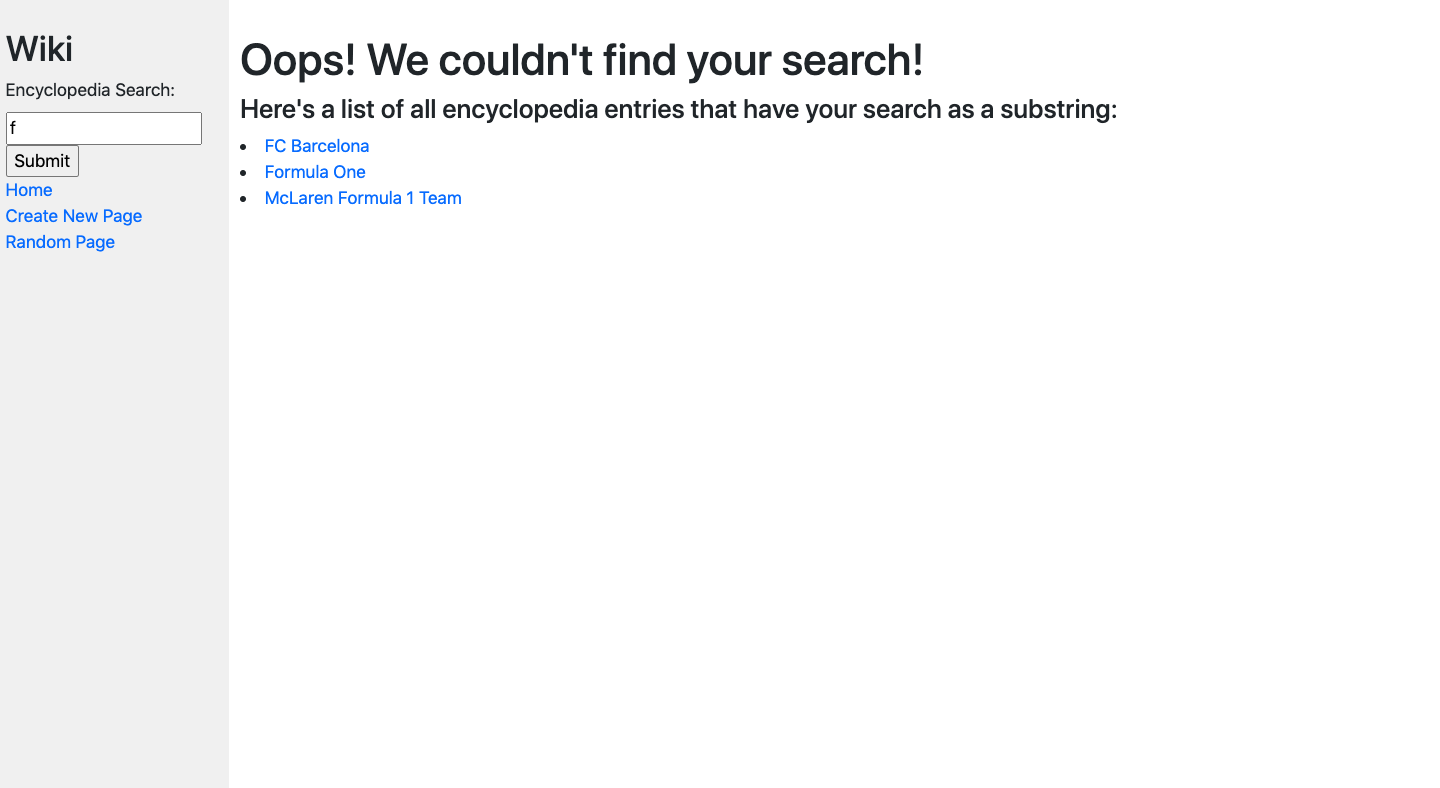 Wiki
Encyclopedia Search:
f
Submit
Home
Create New Page
Random Page
Oops! We couldn't find your search!
Here's a list of all encyclopedia entries that have your search as a substring:
FC Barcelona
Formula One
McLaren Formula 1 Team